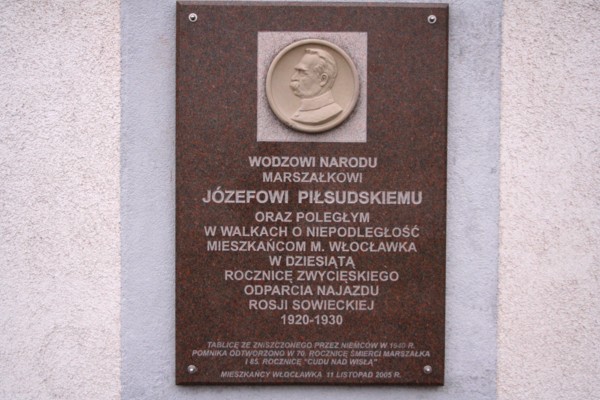 WODZOWI NARODU
MARSZAŁKOWI
JÓZEFOWI PIŁSUDSKIEMU
ORAZ POLEGŁYM
W WALKACH O NIEPODLEGŁOŚĆ
MIESZKAŃCOM M. WŁOCŁAWKA
W DZIESIĄTĄ
ROCZNICĘ ZWYCIĘSKIEGO
ODPARCIA NAJAZDU
ROSJI SOWIECKIEJ
1920-1930
TABLICĘ ZE ZNISZCZONEGO PRZEZ NIEMCÓW W 1940 R.
POMNIKA ODTWORZONO W 70. ROCZNICĘ ŚMIERCI MARSZAŁKA
I 85. ROCZNICĘ "CUDU NAD WISŁĄ"
MIESZKAŃCY WŁOCŁAWKA 11 LISTOPAD 2005 R.